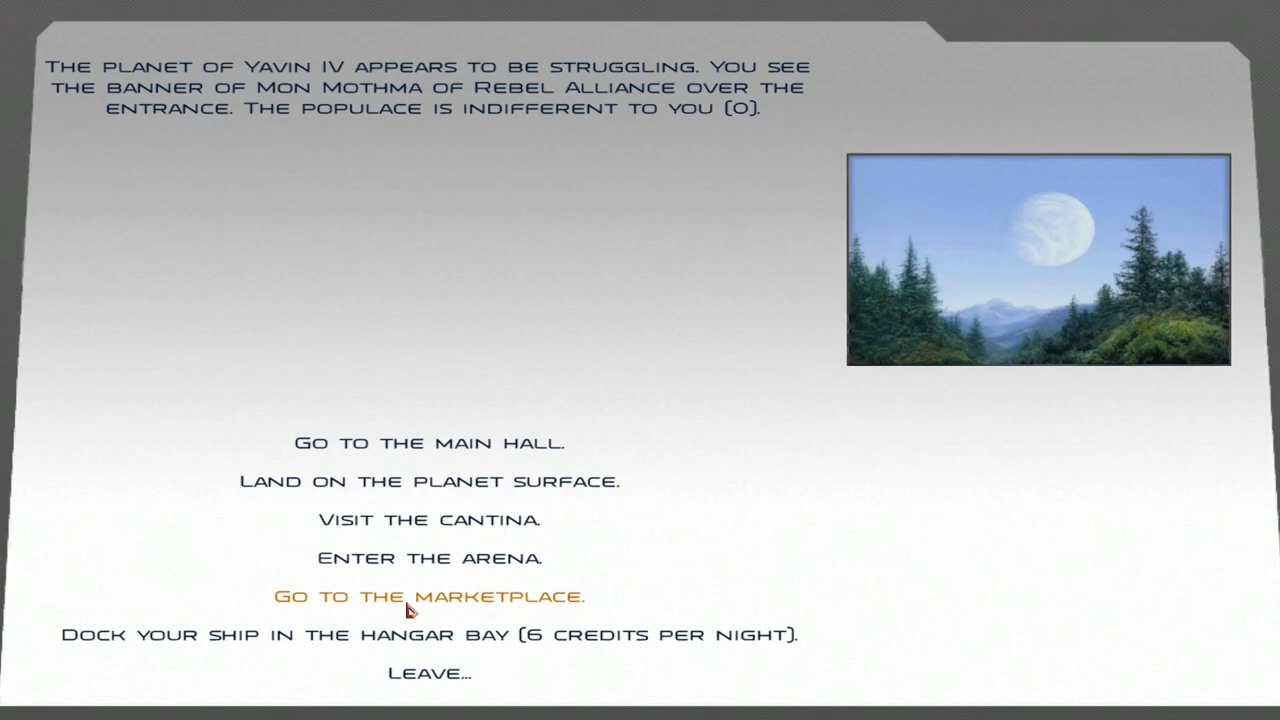 The planet of Yavin IV appears to be struggling. You see
the banner of Mon Mothma of Rebel Alliance over the
entrance. The populace is indifferent to you (0).
Go to the main hall.
Land on the planet surface.
Visit the cantina.
Enter the arena.
Go to the marketplace.
Dock your ship in the hangar bay (6 credits per night).
Leave...